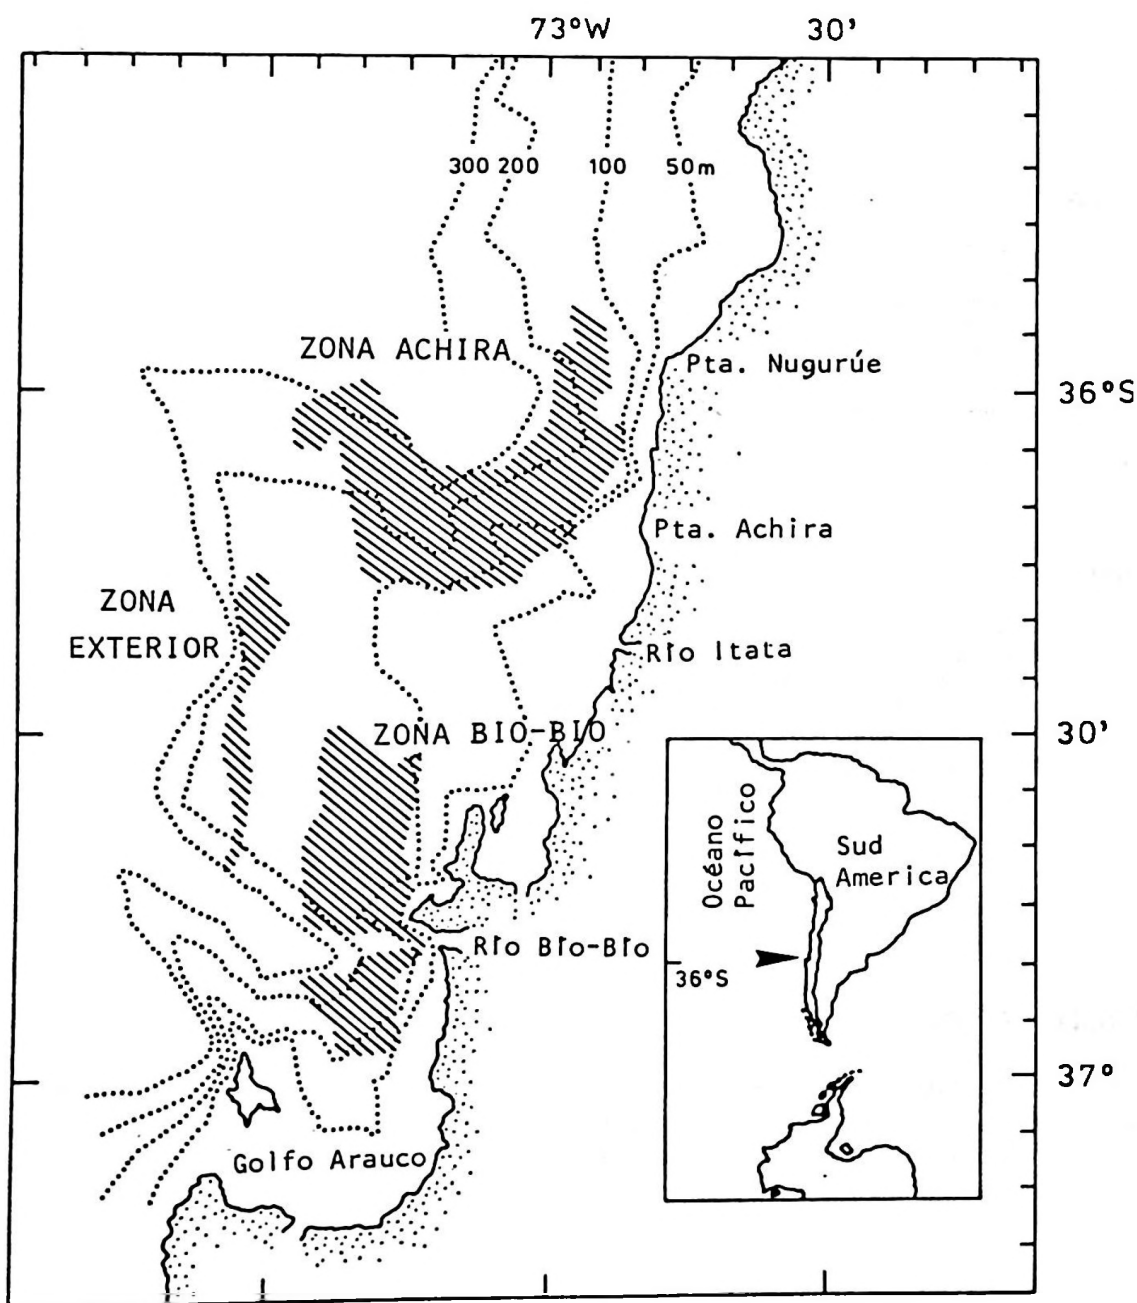 73°W 30'
300 200 100 50m
ZONA ACHIRA
Pta. Nugurúe
36°S
Pta. Achira
ZONA
EXTERIOR
Río Itata
ZONA BIO-BIO
30'
Océano
Pacífico
Sud
America
Río Bío-Bío
36°S
37°
Golfo Arauco